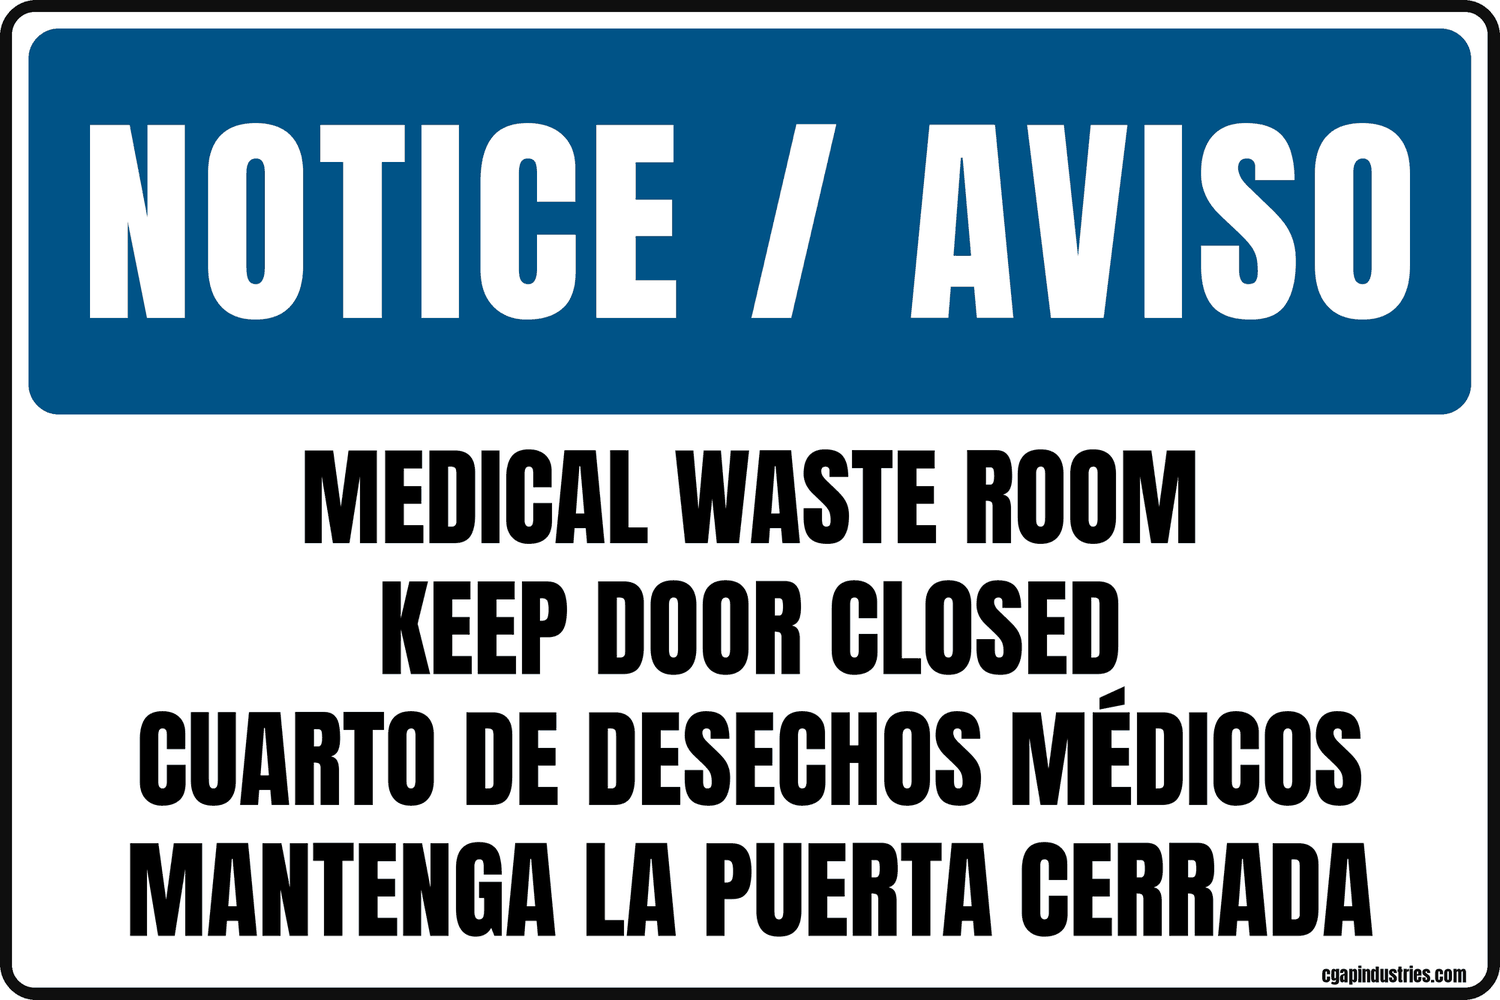 NOTICE / AVISO
MEDICAL WASTE ROOM
KEEP DOOR CLOSED
CUARTO DE DESECHOS MÉDICOS
MANTENGA LA PUERTA CERRADA
cgapindustries.com